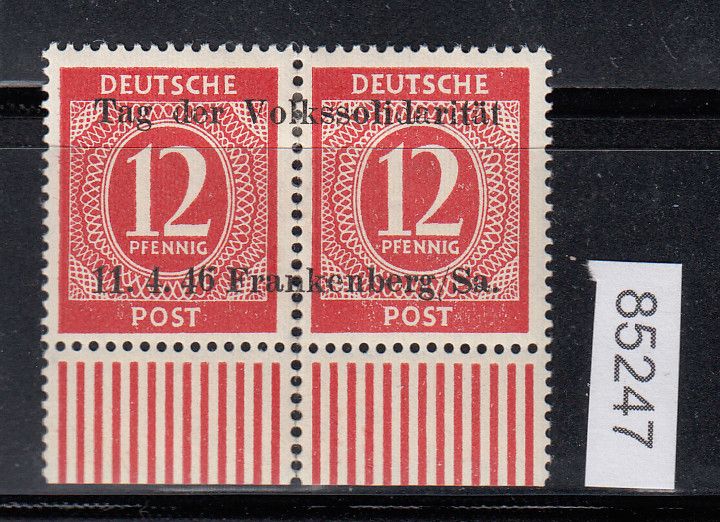 DEUTSCHE DEUTSCHE
Tag der Volkssolidarität
12 12
PFENNIG PFENNIG
11. 4. 46 Frankenberg/Sa.
POST POST
85247